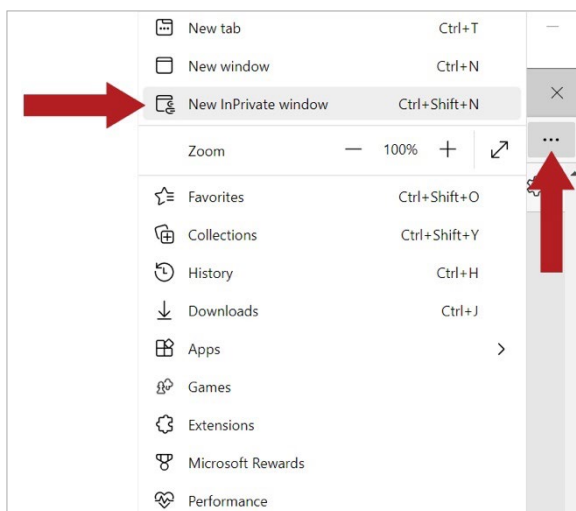 New tab Ctrl+T
New window Ctrl+N
New InPrivate window Ctrl+Shift+N
Zoom 100%
Favorites Ctrl+Shift+O
Collections Ctrl+Shift+Y
History Ctrl+H
Downloads Ctrl+J
Apps
Games
Extensions
Microsoft Rewards
Performance